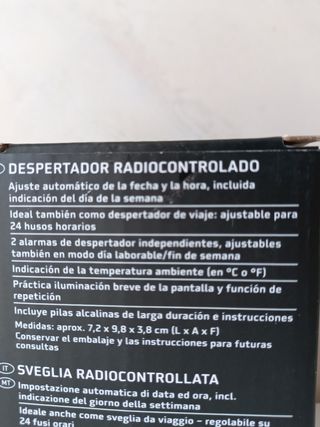 DESPERTADOR RADIOCONTROLADO
Ajuste automático de la fecha y la hora, incluida
indicación del día de la semana
Ideal también como despertador de viaje: ajustable para
24 husos horarios
2 alarmas de despertador independientes, ajustables
también en modo día laborable/fin de semana
Indicación de la temperatura ambiente (en °C o °F)
Práctica iluminación breve de la pantalla y función de
repetición
Incluye pilas alcalinas de larga duración e instrucciones
Medidas: aprox. 7,2 x 9,8 x 3,8 cm (L x A x F)
Conservar el embalaje y las instrucciones para futuras
consultas
IT SVEGLIA RADIOCONTROLLATA
MT Impostazione automatica di data ed ora, incl.
indicazione del giorno della settimana
Ideale anche come sveglia da viaggio – regolabile su
24 fusi orari